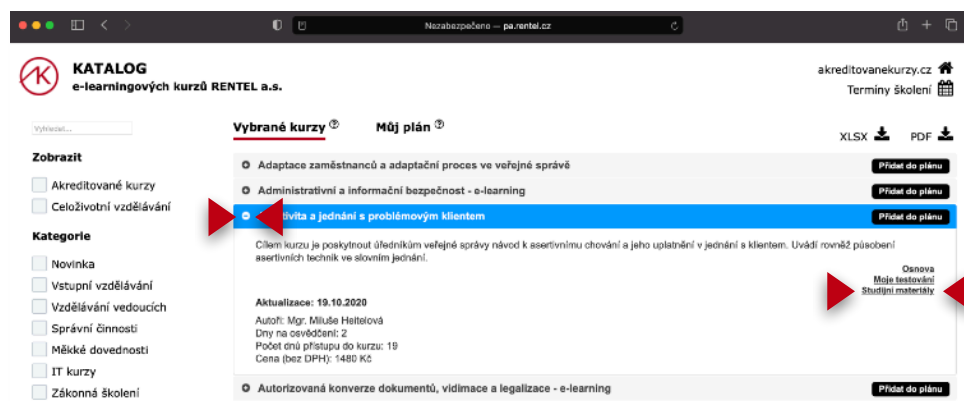 Nezabezpečeno — pa.rentel.cz
KATALOG
e-learningových kurzů RENTEL a.s.
akreditovanekurzy.cz
Termíny školení
Vyhledat...
Vybrané kurzy ?
Můj plán ?
XLSX
PDF
Zobrazit
Akreditované kurzy
Celoživotní vzdělávání
Kategorie
Novinka
Vstupní vzdělávání
Vzdělávání vedoucích
Správní činnosti
Měkké dovednosti
IT kurzy
Zákonná školení
Adaptace zaměstnanců a adaptační proces ve veřejné správě
Přidat do plánu
Administrativní a informační bezpečnost - e-learning
Přidat do plánu
a jednání s problémovým klientem
Přidat do plánu
Cílem kurzu je poskytnout úředníkům veřejné správy návod k asertivnímu chování a jeho uplatnění v jednání s klientem. Uvádí rovněž působení
asertivních technik ve slovním jednání.
Osnova
Moje testování
Studijní materiály
Aktualizace: 19.10.2020
Autoři: Mgr. Miluše Heitelová
Dny na osvědčení: 2
Počet dnů přístupu do kurzu: 19
Cena (bez DPH): 1480 Kč
Autorizovaná konverze dokumentů, vidimace a legalizace - e-learning
Přidat do plánu